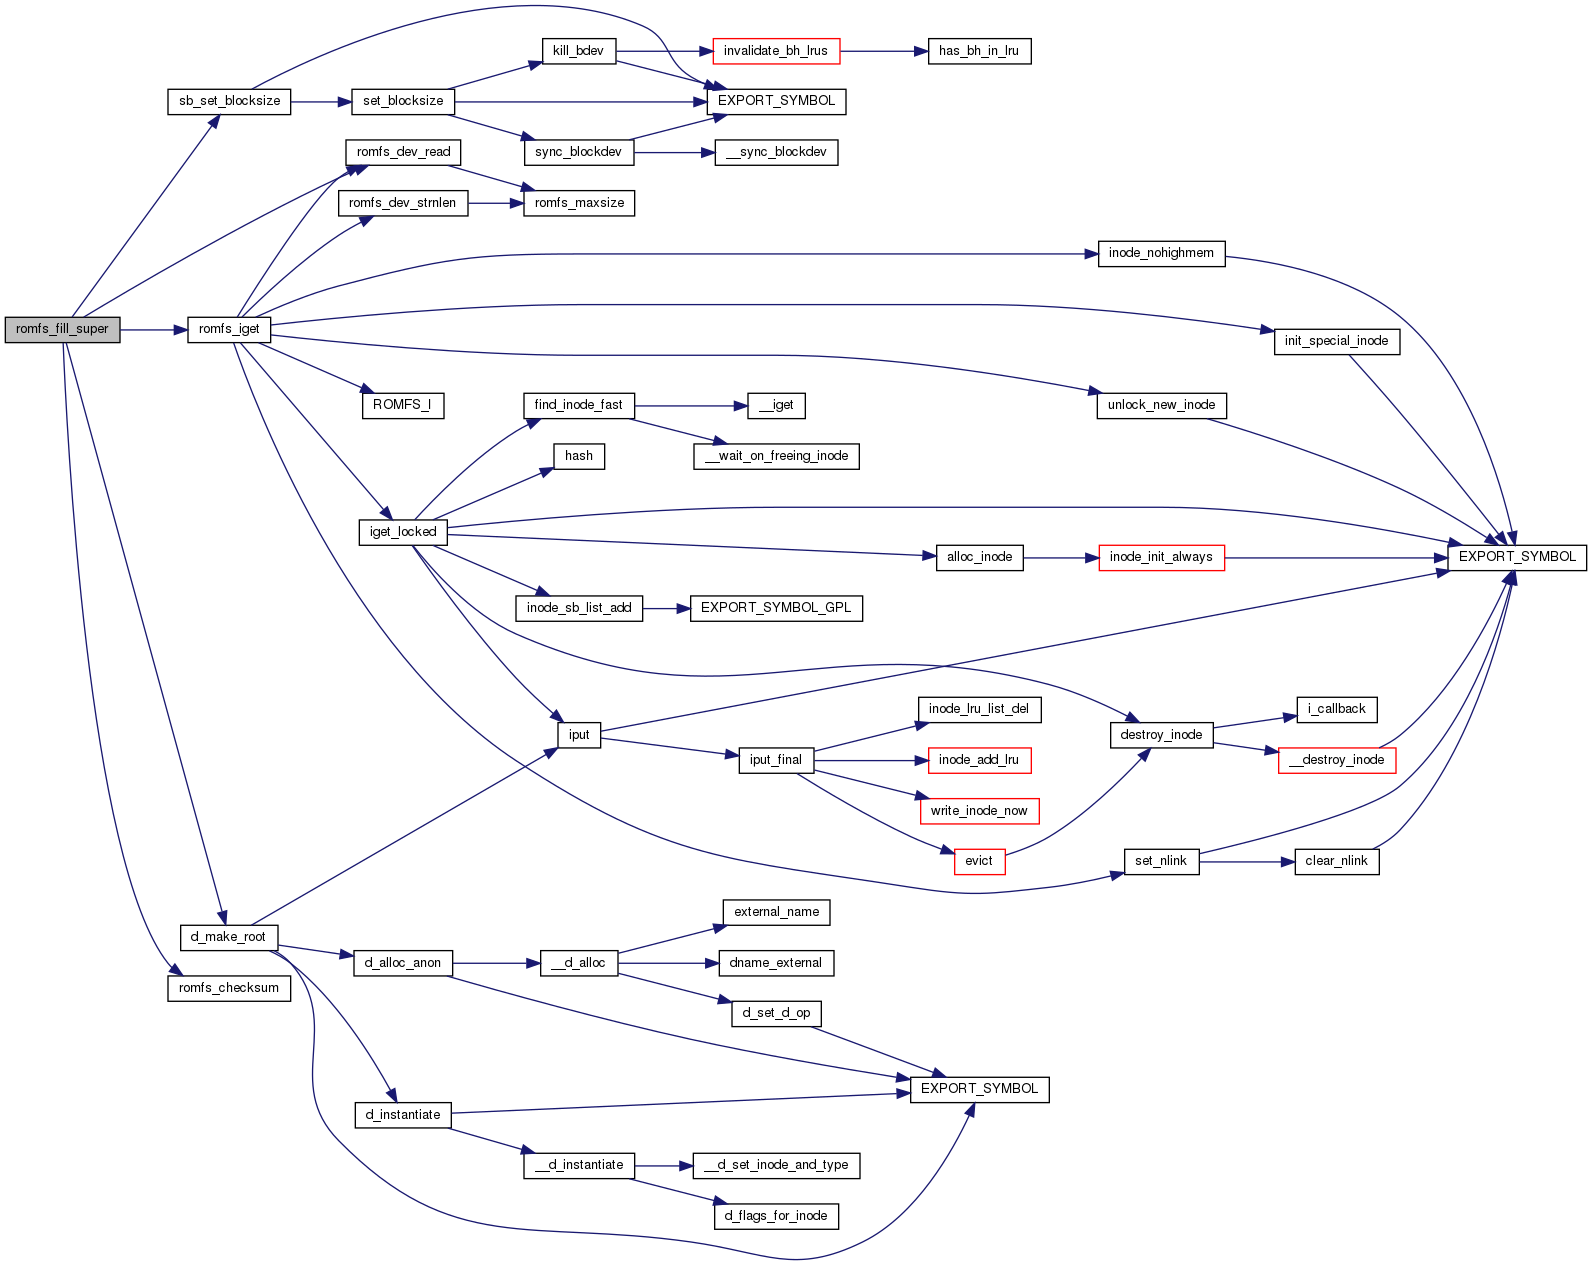 kill_bdev
invalidate_bh_lrus
has_bh_in_lru
sb_set_blocksize
set_blocksize
EXPORT_SYMBOL
romfs_dev_read
sync_blockdev
__sync_blockdev
romfs_dev_strnlen
romfs_maxsize
inode_nohighmem
romfs_fill_super
romfs_iget
init_special_inode
ROMFS_I
find_inode_fast
__iget
unlock_new_inode
hash
__wait_on_freeing_inode
iget_locked
alloc_inode
inode_init_always
EXPORT_SYMBOL
inode_sb_list_add
EXPORT_SYMBOL_GPL
inode_lru_list_del
i_callback
iput
destroy_inode
iput_final
inode_add_lru
__destroy_inode
write_inode_now
evict
set_nlink
clear_nlink
external_name
d_make_root
d_alloc_anon
__d_alloc
dname_external
romfs_checksum
d_set_d_op
EXPORT_SYMBOL
d_instantiate
__d_instantiate
__d_set_inode_and_type
d_flags_for_inode